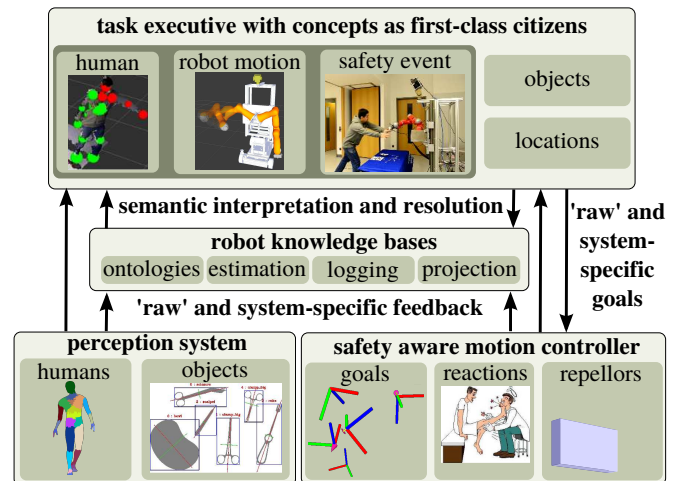 task executive with concepts as first-class citizens
human
robot motion
safety event
objects
locations
semantic interpretation and resolution
'raw' and
system-
specific
goals
robot knowledge bases
ontologies
estimation
logging
projection
'raw' and system-specific feedback
perception system
humans
objects
safety aware motion controller
goals
reactions
repellors